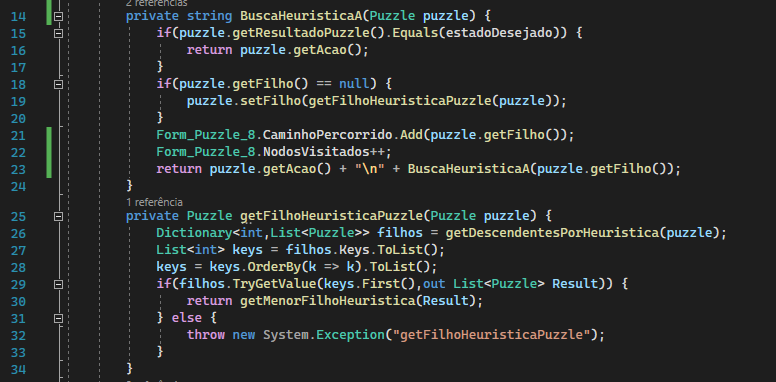 2 referências
14 private string BuscaHeuristicaA(Puzzle puzzle) {
15 if(puzzle.getResultadoPuzzle().Equals(estadoDesejado)) {
16 return puzzle.getAcao();
17 }
18 if(puzzle.getFilho() == null) {
19 puzzle.setFilho(getFilhoHeuristicaPuzzle(puzzle));
20 }
21 Form_Puzzle_8.CaminhoPercorrido.Add(puzzle.getFilho());
22 Form_Puzzle_8.NodosVisitados++;
23 return puzzle.getAcao() + "\n" + BuscaHeuristicaA(puzzle.getFilho());
24 }
1 referência
25 private Puzzle getFilhoHeuristicaPuzzle(Puzzle puzzle) {
26 Dictionary<int,List<Puzzle>> filhos = getDescendentesPorHeuristica(puzzle);
27 List<int> keys = filhos.Keys.ToList();
28 keys = keys.OrderBy(k => k).ToList();
29 if(filhos.TryGetValue(keys.First(),out List<Puzzle> Result)) {
30 return getMenorFilhoHeuristica(Result);
31 } else {
32 throw new System.Exception("getFilhoHeuristicaPuzzle");
33 }
34 }